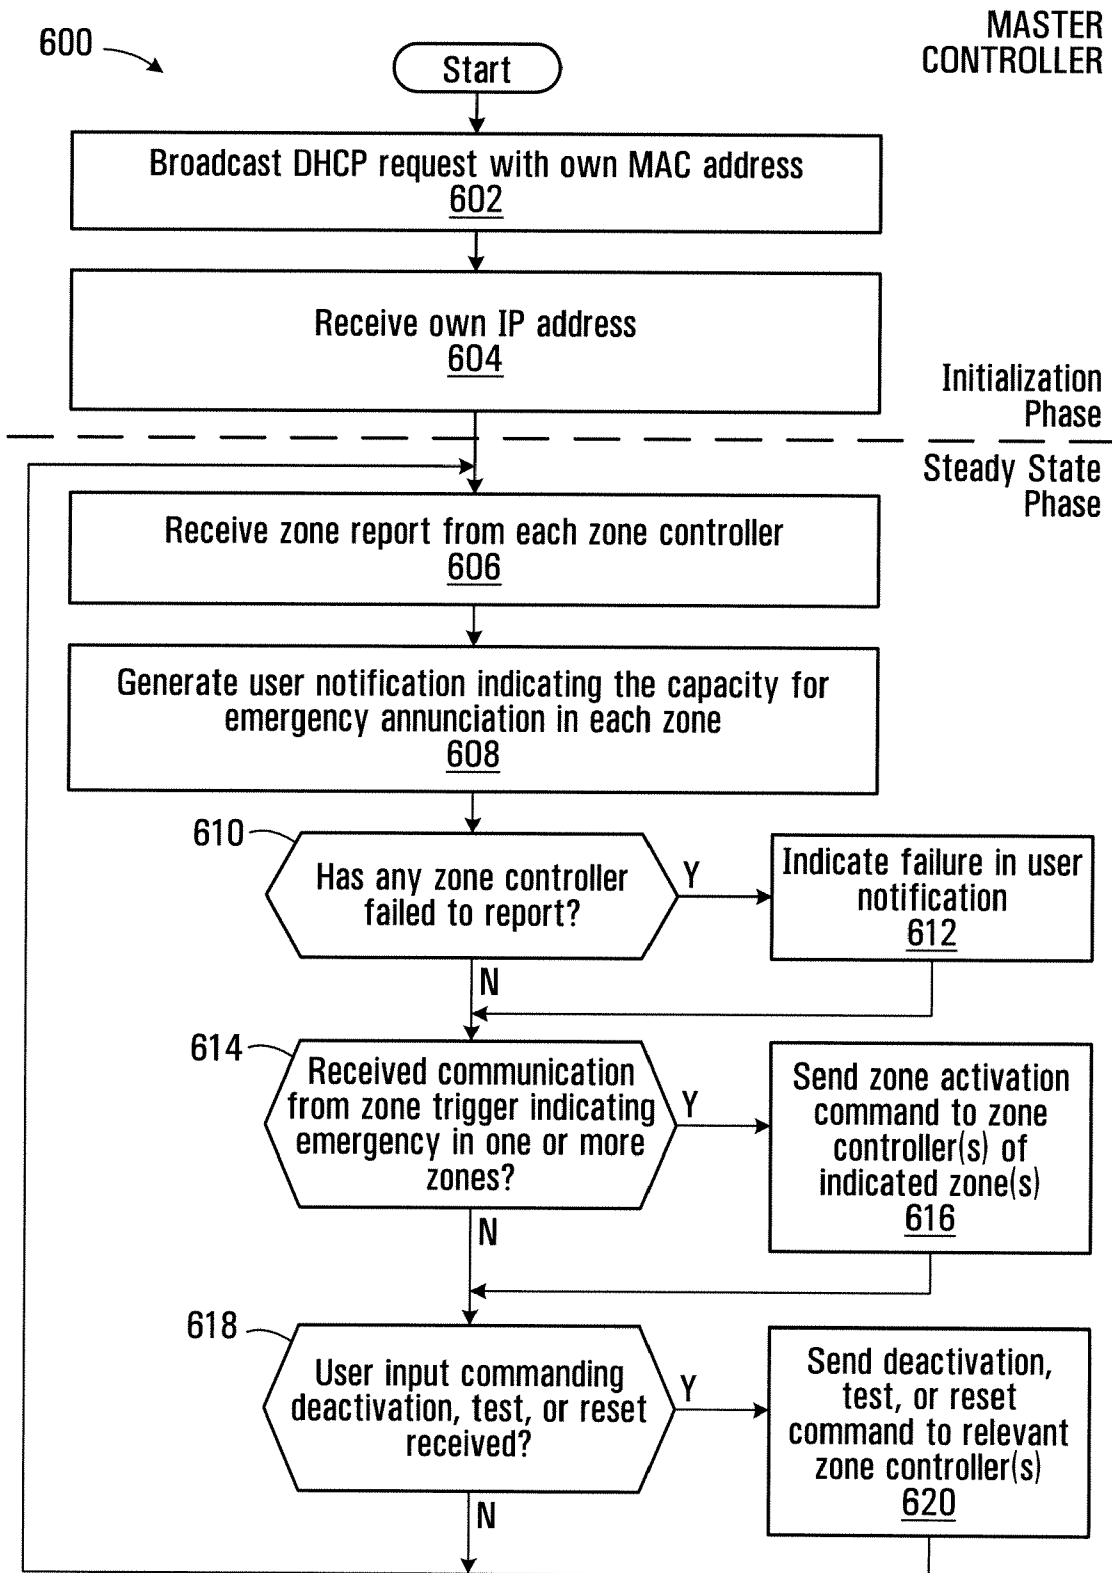 600
MASTER
CONTROLLER
Start
Broadcast DHCP request with own MAC address
602
Receive own IP address
604
Initialization
Phase
Steady State
Phase
Receive zone report from each zone controller
606
Generate user notification indicating the capacity for
emergency annunciation in each zone
608
610
Has any zone controller
failed to report?
Y
N
Indicate failure in user
notification
612
614
Received communication
from zone trigger indicating
emergency in one or more
zones?
Y
N
Send zone activation
command to zone
controller(s) of
indicated zone(s)
616
618
User input commanding
deactivation, test, or reset
received?
Y
N
Send deactivation,
test, or reset
command to relevant
zone controller(s)
620